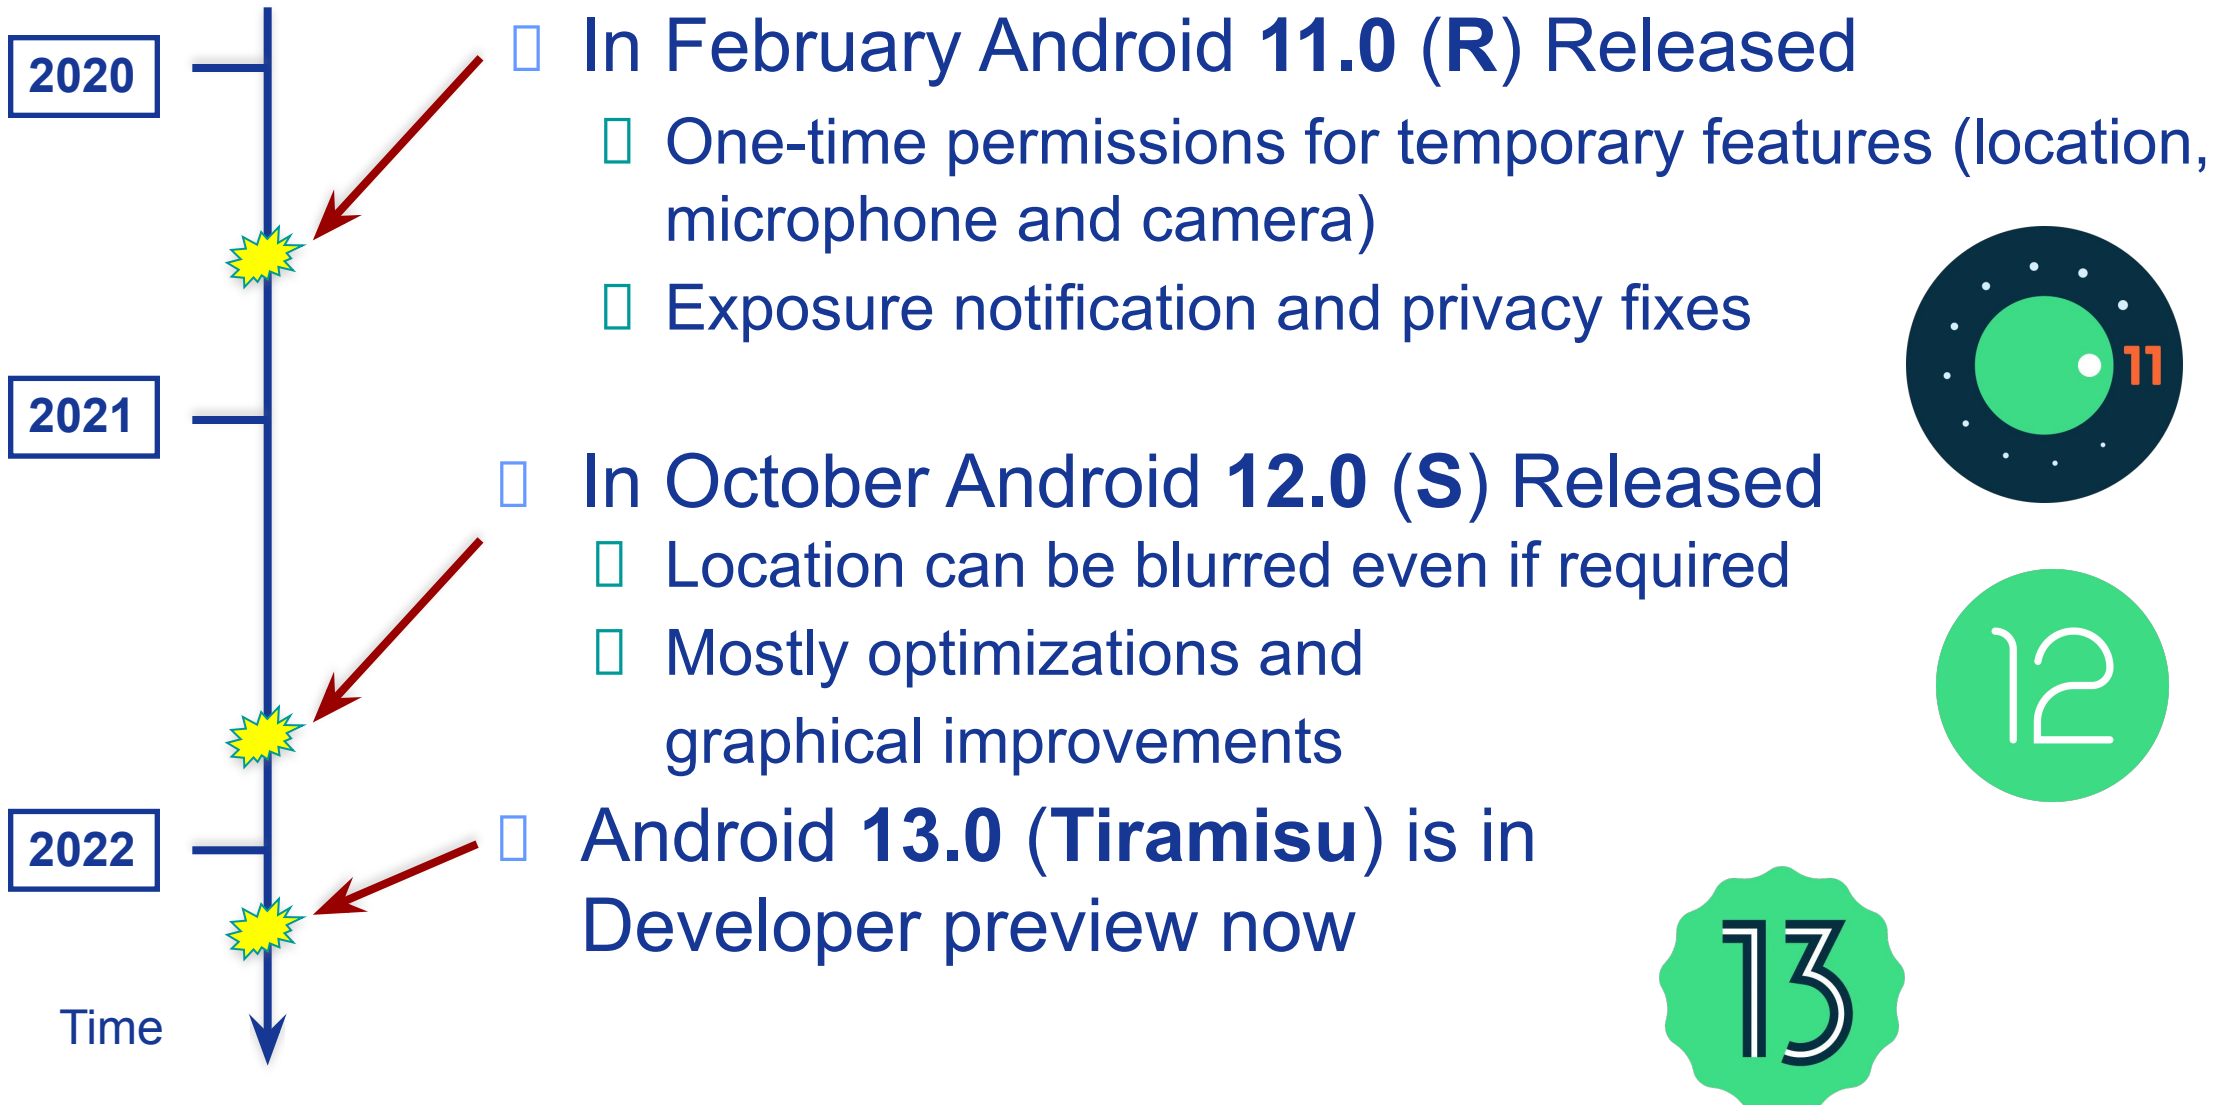 2020
In February Android 11.0 (R) Released
One-time permissions for temporary features (location,
microphone and camera)
Exposure notification and privacy fixes
11
2021
In October Android 12.0 (S) Released
Location can be blurred even if required
Mostly optimizations and
graphical improvements
12
2022
Android 13.0 (Tiramisu) is in
Developer preview now
13
Time